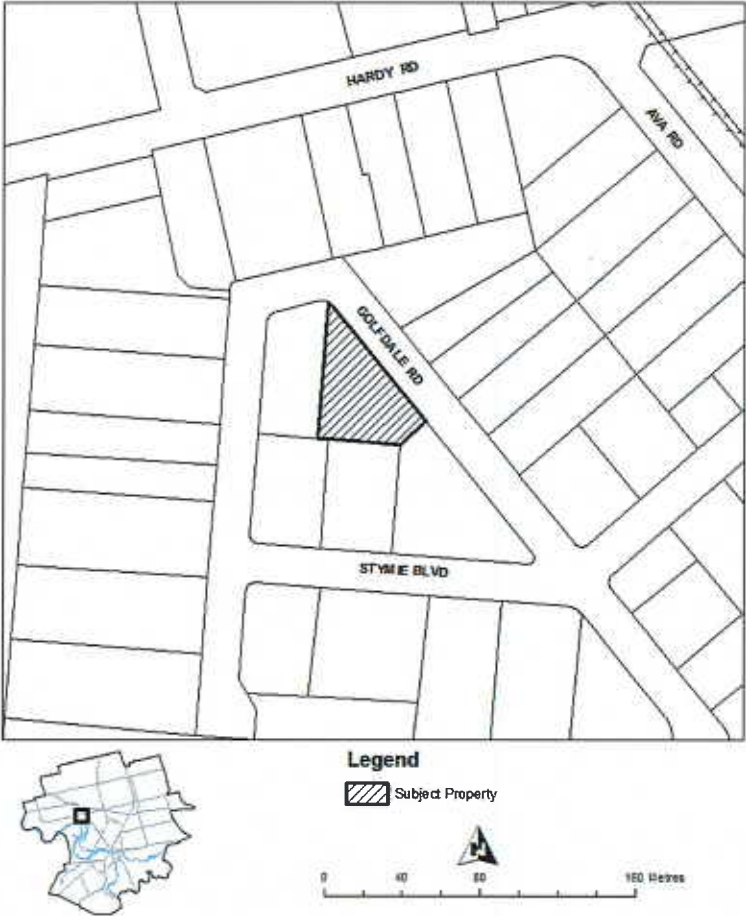 HARDY RD
AVA RD
GOLFDALE RD
STYMIE BLVD
Legend
Subject Property
N
0 40 80 160 Metres